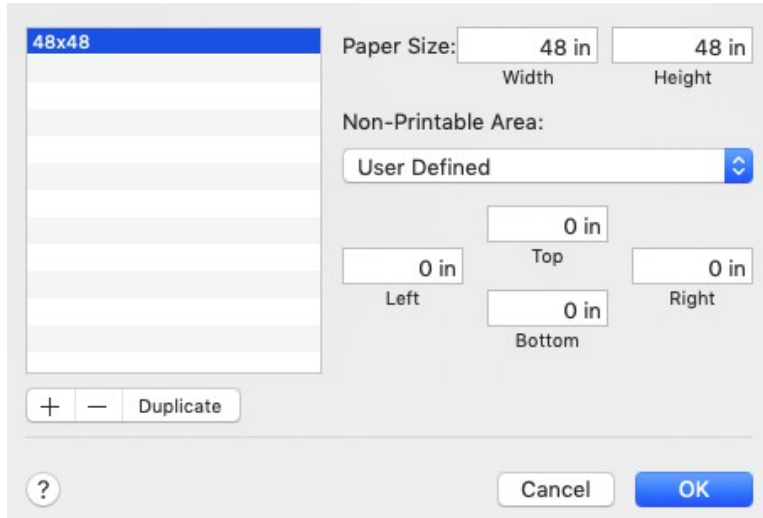 48x48
Paper Size: 48 in 48 in
Width Height
Non-Printable Area:
User Defined
0 in
Top
0 in 0 in
Left Right
0 in
Bottom
+ − Duplicate
? Cancel OK